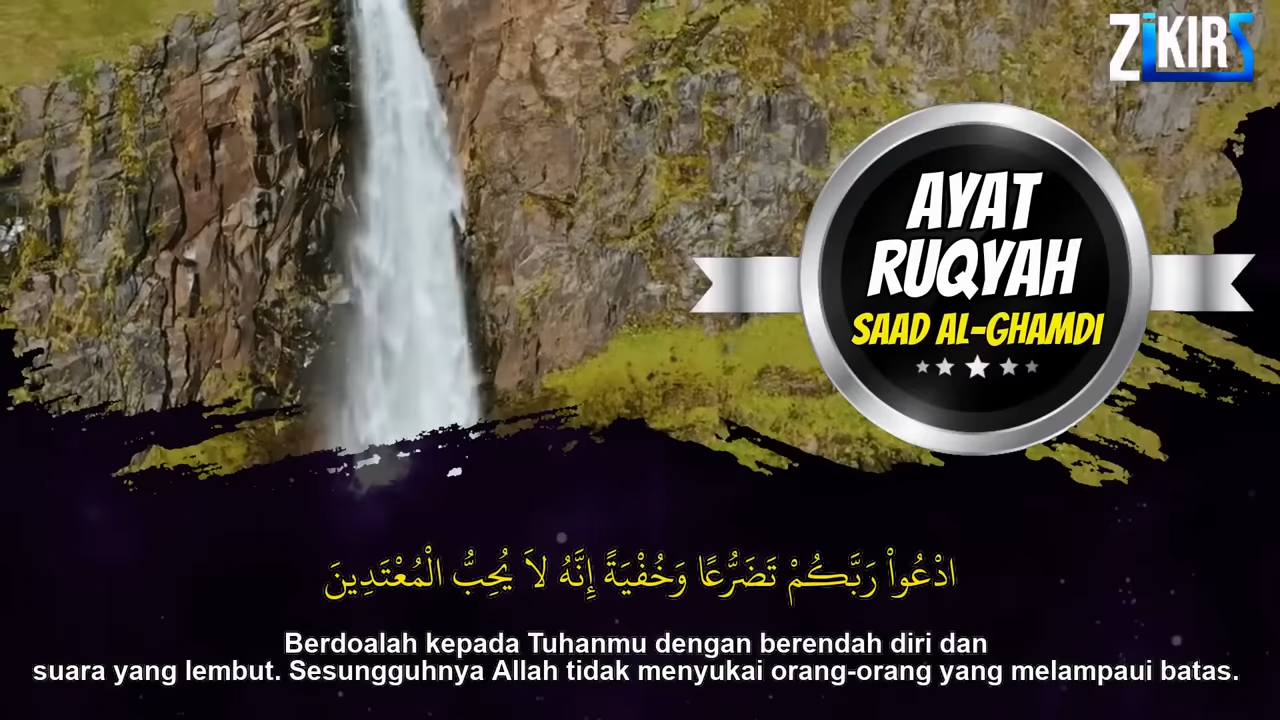 ZiKIRS
AYAT
RUQYAH
SAAD AL-GHAMDI
ادْعُواْ رَبَّكُمْ تَضَرُّعًا وَخُفْيَةً إِنَّهُ لاَ يُحِبُّ الْمُعْتَدِينَ
Berdoalah kepada Tuhanmu dengan berendah diri dan
suara yang lembut. Sesungguhnya Allah tidak menyukai orang-orang yang melampaui batas.